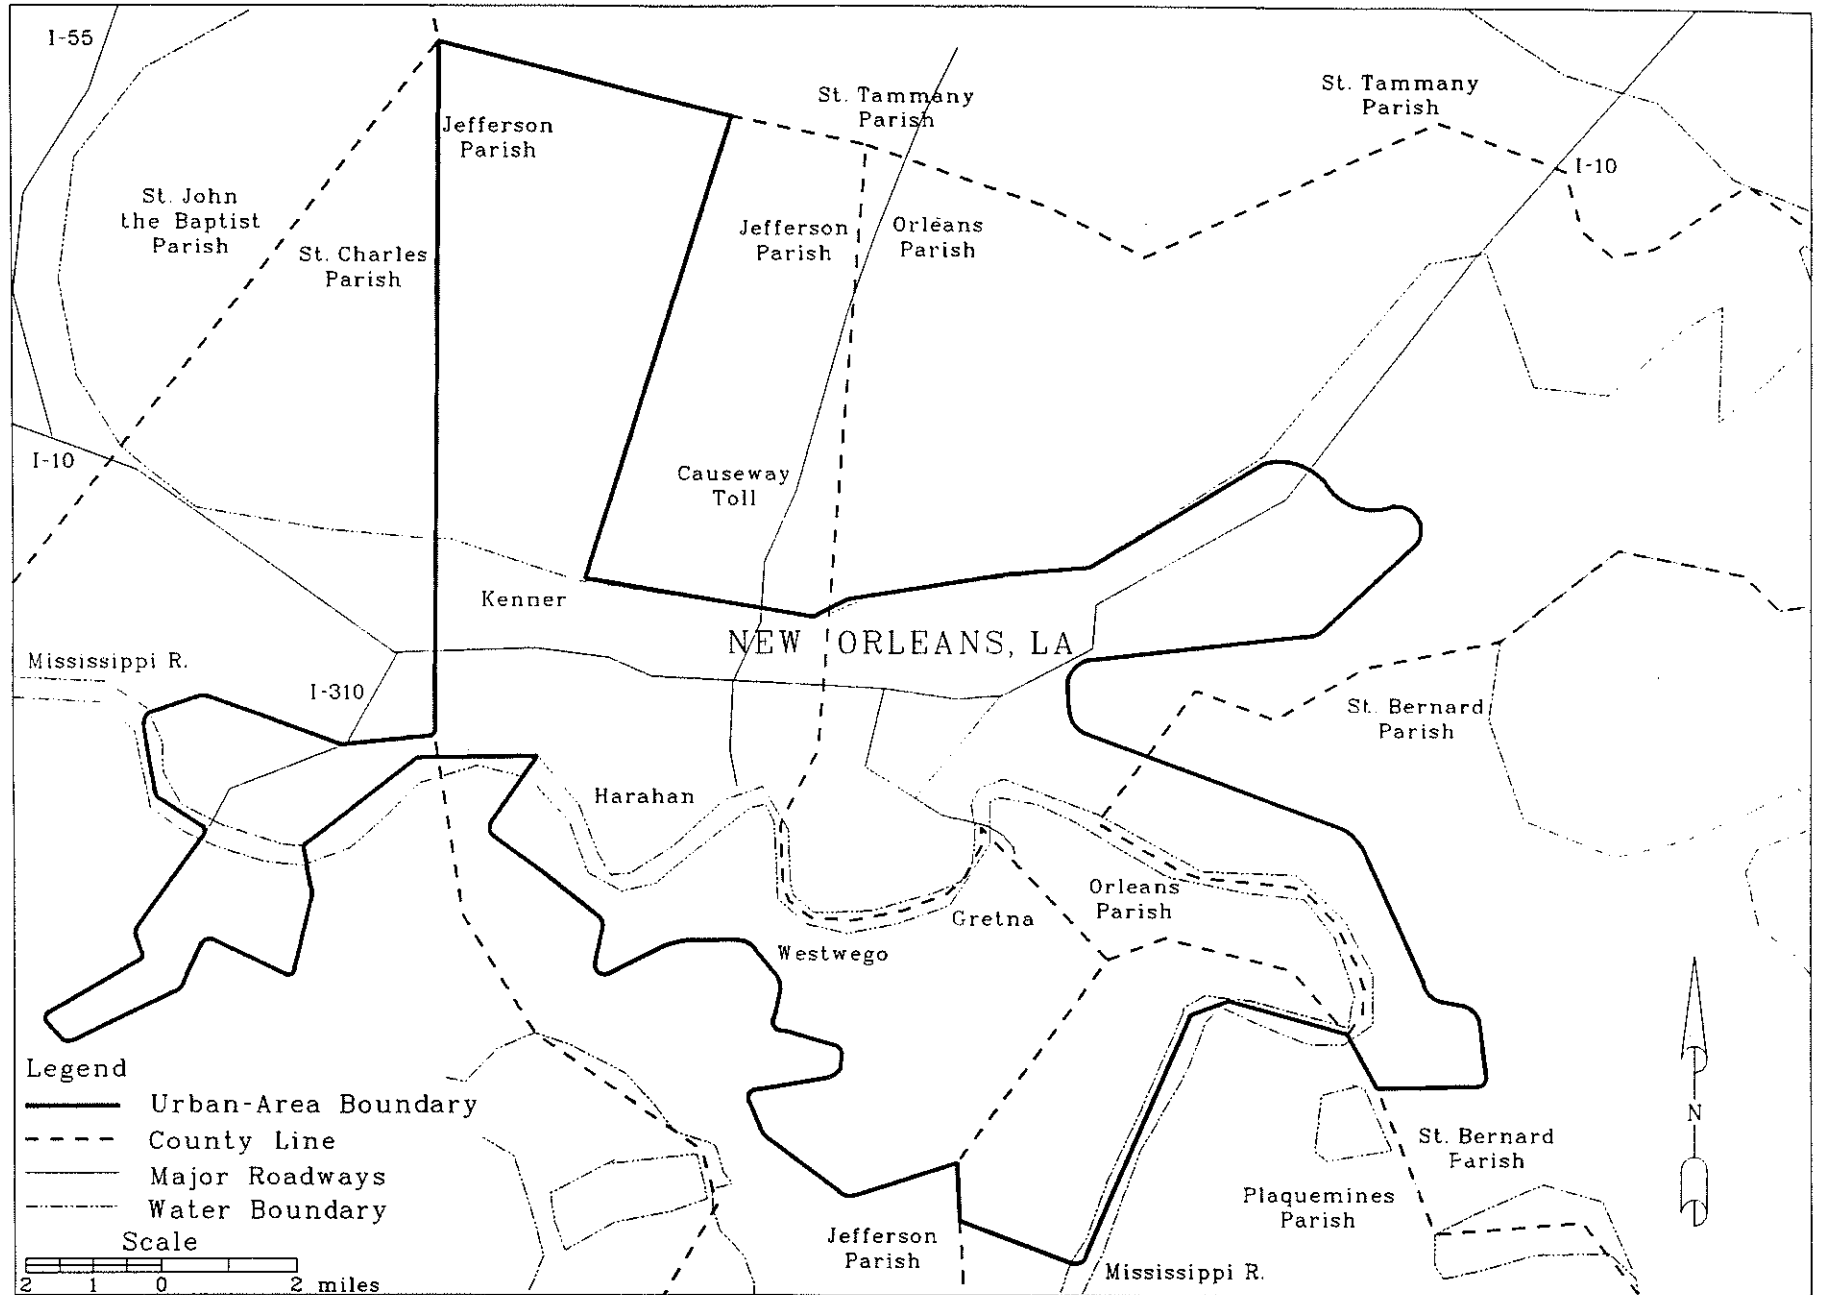 I-55
St. Tammany
Parish
St. Tammany
Parish
Jefferson
Parish
I-10
St. John
the Baptist
Parish
St. Charles
Parish
Jefferson
Parish
Orleans
Parish
I-10
Causeway
Toll
Kenner
NEW ORLEANS, LA
Mississippi R.
I-310
St. Bernard
Parish
Harahan
Orleans
Parish
Gretna
Westwego
Legend
Urban-Area Boundary
County Line
Major Roadways
Water Boundary
Scale
2 1 0 2 miles
N
St. Bernard
Parish
Plaquemines
Parish
Jefferson
Parish
Mississippi R.